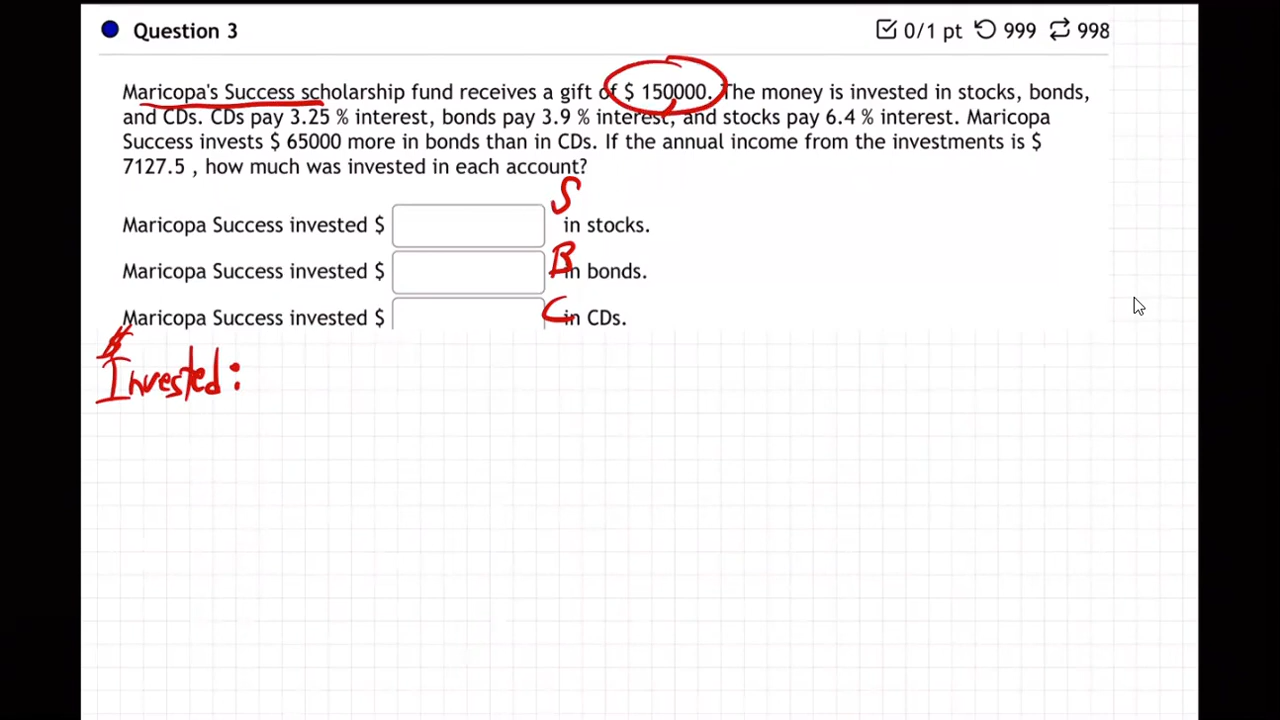 Question 3
0/1 pt 999 998
Maricopa's Success scholarship fund receives a gift of $ 150000. The money is invested in stocks, bonds,
and CDs. CDs pay 3.25 % interest, bonds pay 3.9 % interest, and stocks pay 6.4 % interest. Maricopa
Success invests $ 65000 more in bonds than in CDs. If the annual income from the investments is $
7127.5 , how much was invested in each account?
S
Maricopa Success invested $ in stocks.
B
Maricopa Success invested $ in bonds.
C
Maricopa Success invested $ in CDs.
$
Invested: